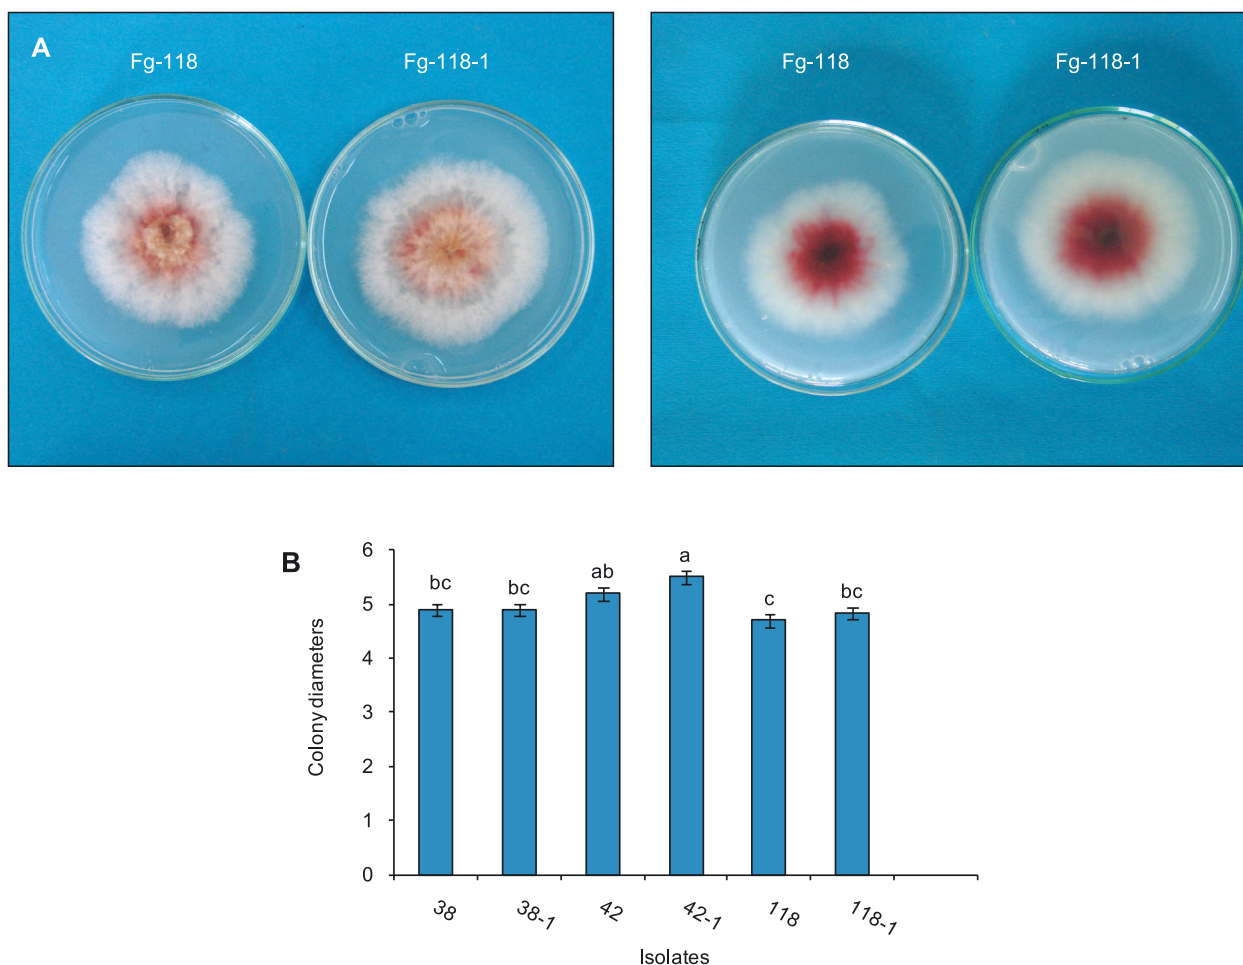 A
Fg-118
Fg-118-1
Fg-118
Fg-118-1
B
Colony diameters
6
5
4
3
2
1
0
bc
bc
ab
a
c
bc
38
38-1
42
42-1
118
118-1
Isolates